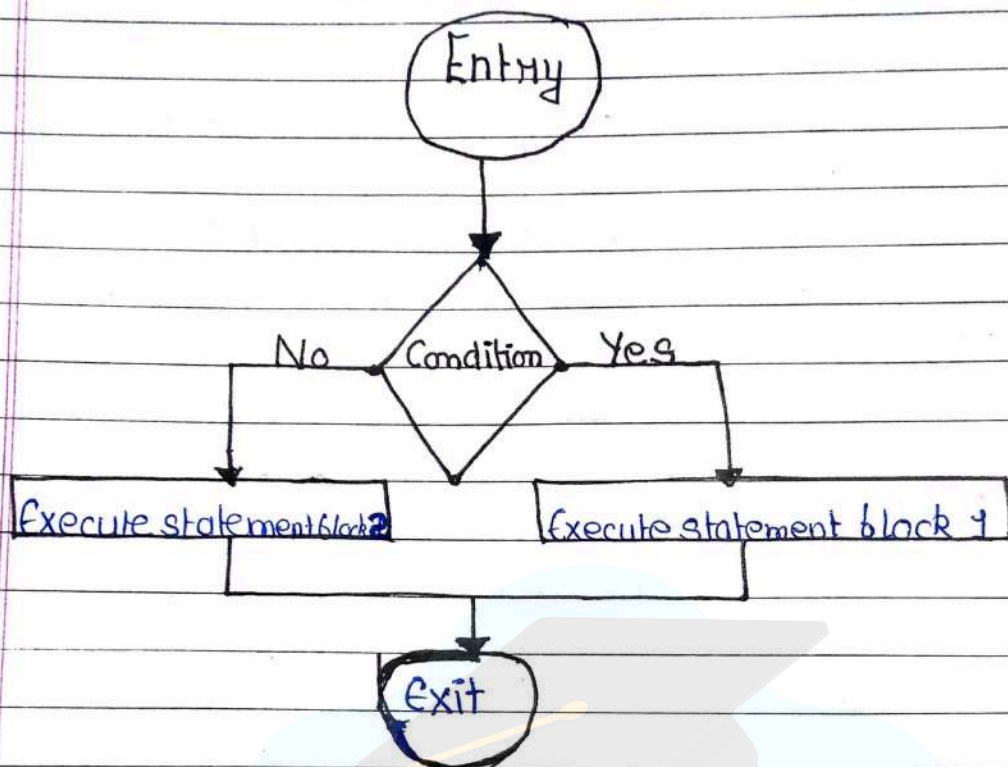 Entry
No
Condition
Yes
Execute statement block 2
Execute statement block 1
Exit